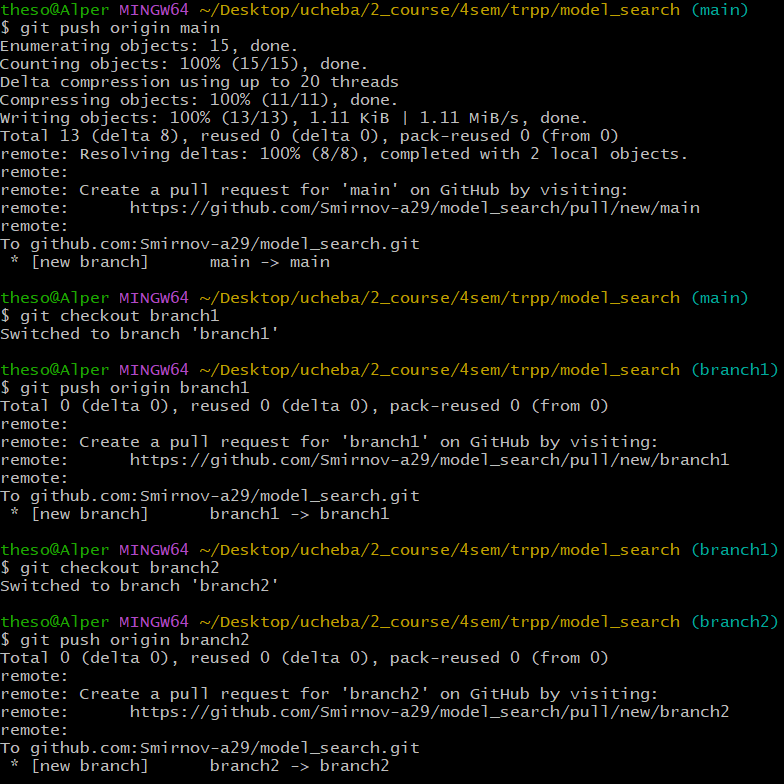 theso@Alper MINGW64 ~/Desktop/ucheba/2_course/4sem/trpp/model_search (main)
$ git push origin main
Enumerating objects: 15, done.
Counting objects: 100% (15/15), done.
Delta compression using up to 20 threads
Compressing objects: 100% (11/11), done.
Writing objects: 100% (13/13), 1.11 KiB | 1.11 MiB/s, done.
Total 13 (delta 8), reused 0 (delta 0), pack-reused 0 (from 0)
remote: Resolving deltas: 100% (8/8), completed with 2 local objects.
remote:
remote: Create a pull request for 'main' on GitHub by visiting:
remote:      https://github.com/Smirnov-a29/model_search/pull/new/main
remote:
To github.com:Smirnov-a29/model_search.git
 * [new branch]      main -> main

theso@Alper MINGW64 ~/Desktop/ucheba/2_course/4sem/trpp/model_search (main)
$ git checkout branch1
Switched to branch 'branch1'

theso@Alper MINGW64 ~/Desktop/ucheba/2_course/4sem/trpp/model_search (branch1)
$ git push origin branch1
Total 0 (delta 0), reused 0 (delta 0), pack-reused 0 (from 0)
remote:
remote: Create a pull request for 'branch1' on GitHub by visiting:
remote:      https://github.com/Smirnov-a29/model_search/pull/new/branch1
remote:
To github.com:Smirnov-a29/model_search.git
 * [new branch]      branch1 -> branch1

theso@Alper MINGW64 ~/Desktop/ucheba/2_course/4sem/trpp/model_search (branch1)
$ git checkout branch2
Switched to branch 'branch2'

theso@Alper MINGW64 ~/Desktop/ucheba/2_course/4sem/trpp/model_search (branch2)
$ git push origin branch2
Total 0 (delta 0), reused 0 (delta 0), pack-reused 0 (from 0)
remote:
remote: Create a pull request for 'branch2' on GitHub by visiting:
remote:      https://github.com/Smirnov-a29/model_search/pull/new/branch2
remote:
To github.com:Smirnov-a29/model_search.git
 * [new branch]      branch2 -> branch2